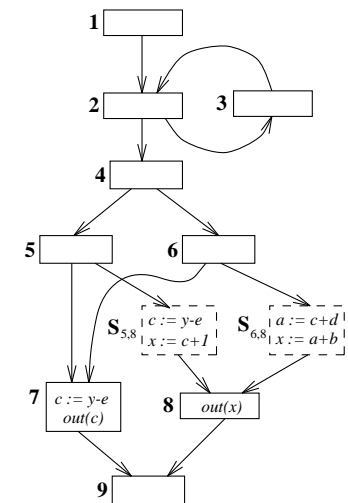 1
2
3
4
5
6
S5,8
c := y-e
x := c+1
S6,8
a := c+d
x := a+b
7
c := y-e
out(c)
8
out(x)
9